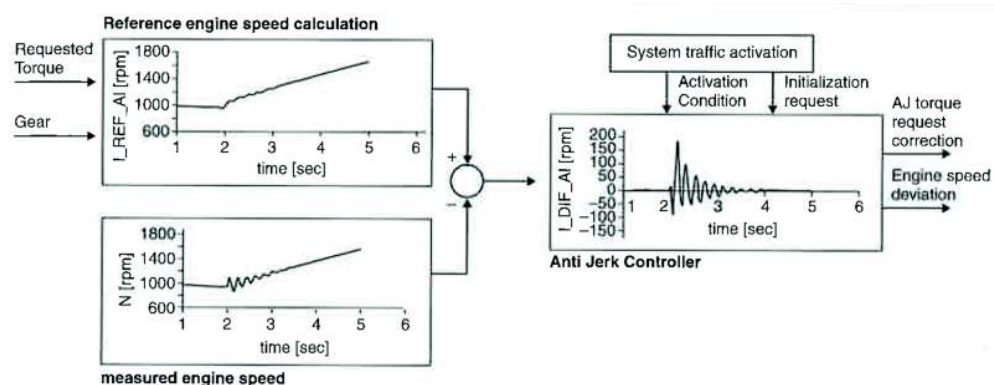 Reference engine speed calculation
Requested
Torque
Gear
I_REF_AI [rpm]
1800
1400
1000
600
1
2
3
4
5
6
time [sec]
+
−
N [rpm]
1800
1400
1000
600
1
2
3
4
5
6
time [sec]
measured engine speed
System traffic activation
Activation
Condition
Initialization
request
I_DIF_AI [rpm]
200
150
100
50
0
−50
−100
−150
1
2
3
4
5
6
time [sec]
Anti Jerk Controller
AJ torque
request
correction
Engine speed
deviation